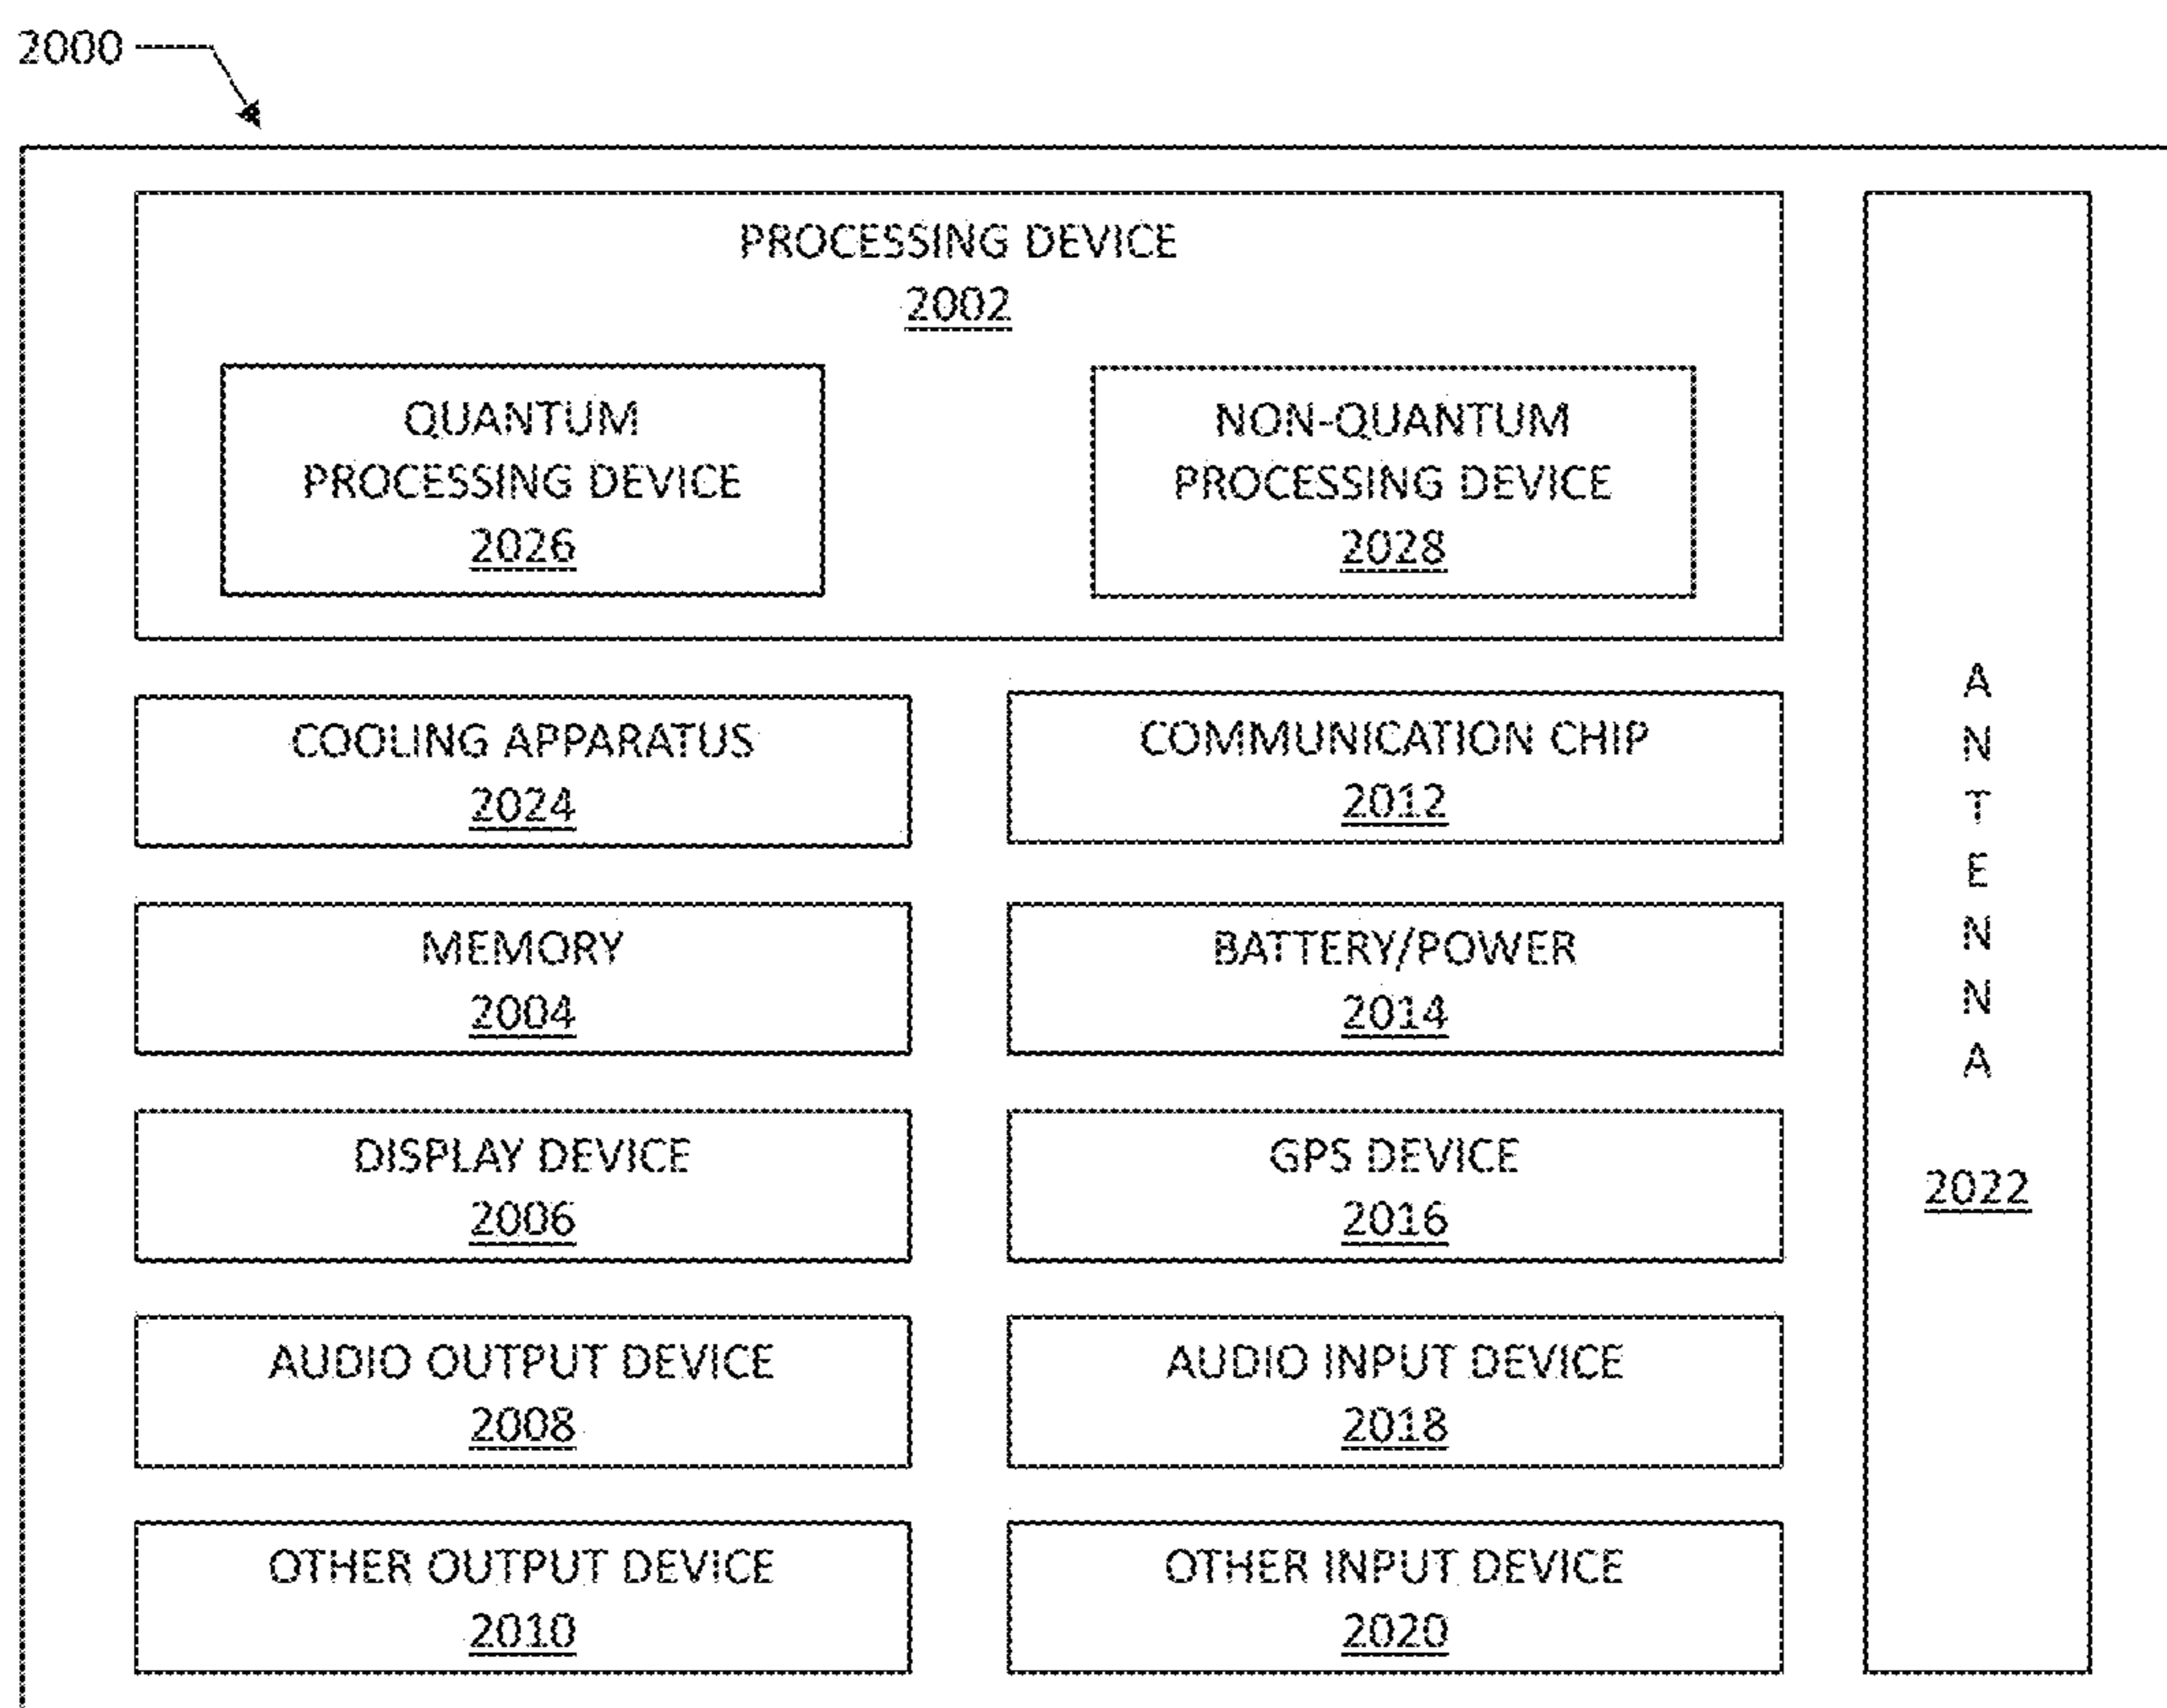 2000
PROCESSING DEVICE
2002
QUANTUM
PROCESSING DEVICE
2026
NON-QUANTUM
PROCESSING DEVICE
2028
COOLING APPARATUS
2024
COMMUNICATION CHIP
2012
MEMORY
2004
BATTERY/POWER
2014
DISPLAY DEVICE
2006
GPS DEVICE
2016
AUDIO OUTPUT DEVICE
2008
AUDIO INPUT DEVICE
2018
OTHER OUTPUT DEVICE
2010
OTHER INPUT DEVICE
2020
A
N
T
E
N
N
A
2022